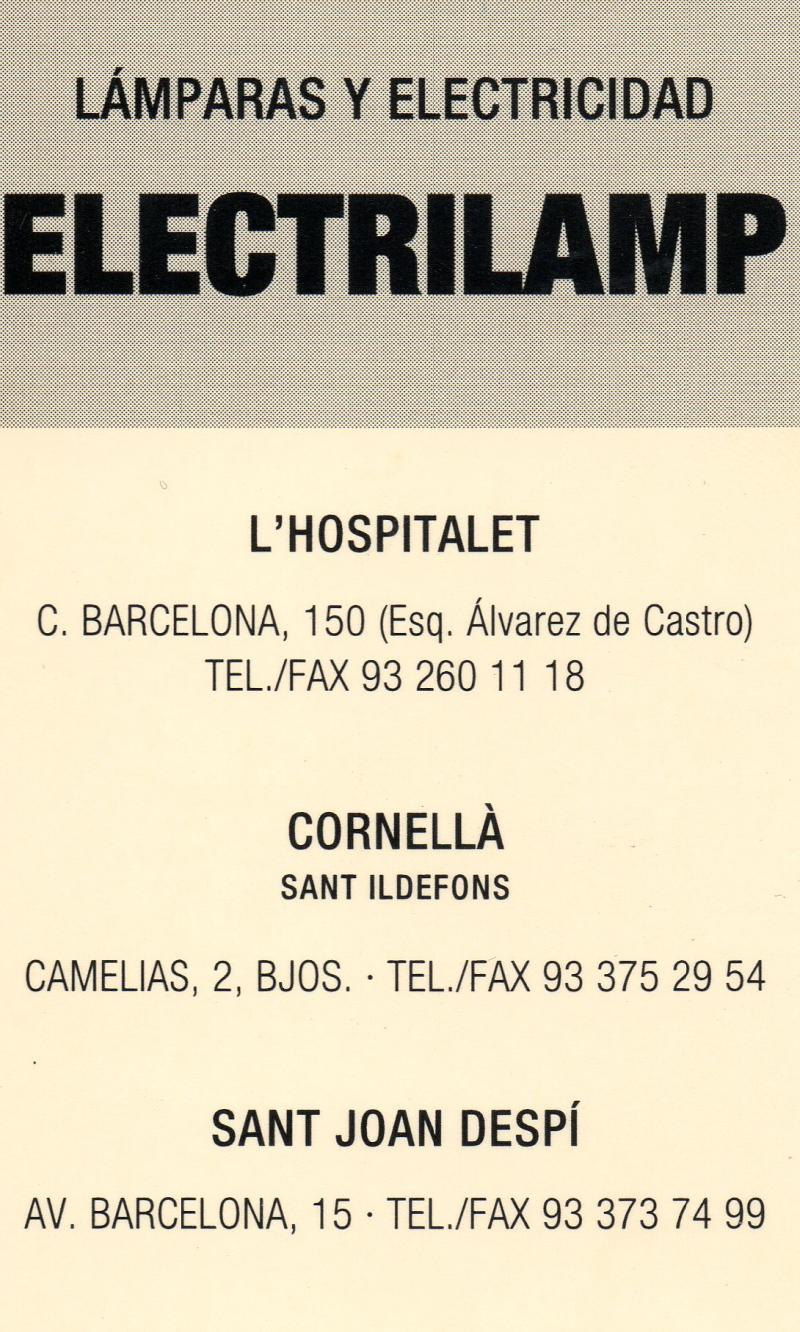 LÁMPARAS Y ELECTRICIDAD
ELECTRILAMP
L'HOSPITALET
C. BARCELONA, 150 (Esq. Álvarez de Castro)
TEL./FAX 93 260 11 18
CORNELLÀ
SANT ILDEFONS
CAMELIAS, 2, BJOS. · TEL./FAX 93 375 29 54
SANT JOAN DESPÍ
AV. BARCELONA, 15 · TEL./FAX 93 373 74 99